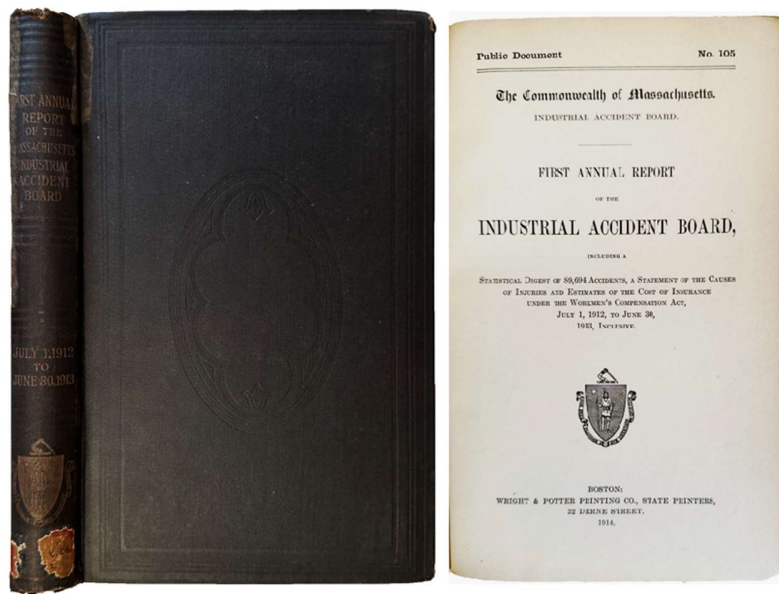 FIRST ANNUAL
REPORT
OF THE
MASSACHUSETTS
INDUSTRIAL
ACCIDENT
BOARD
JULY 1,1912
TO
JUNE 30,1913
Public Document No. 105
The Commonwealth of Massachusetts.
INDUSTRIAL ACCIDENT BOARD.
FIRST ANNUAL REPORT
OF THE
INDUSTRIAL ACCIDENT BOARD,
INCLUDING A
STATISTICAL DIGEST OF 89,694 ACCIDENTS, A STATEMENT OF THE CAUSES
OF INJURIES AND ESTIMATES OF THE COST OF INSURANCE
UNDER THE WORKMEN'S COMPENSATION ACT,
JULY 1, 1912, TO JUNE 30,
1913, INCLUSIVE.
BOSTON:
WRIGHT & POTTER PRINTING CO., STATE PRINTERS,
32 DERNE STREET.
1914.